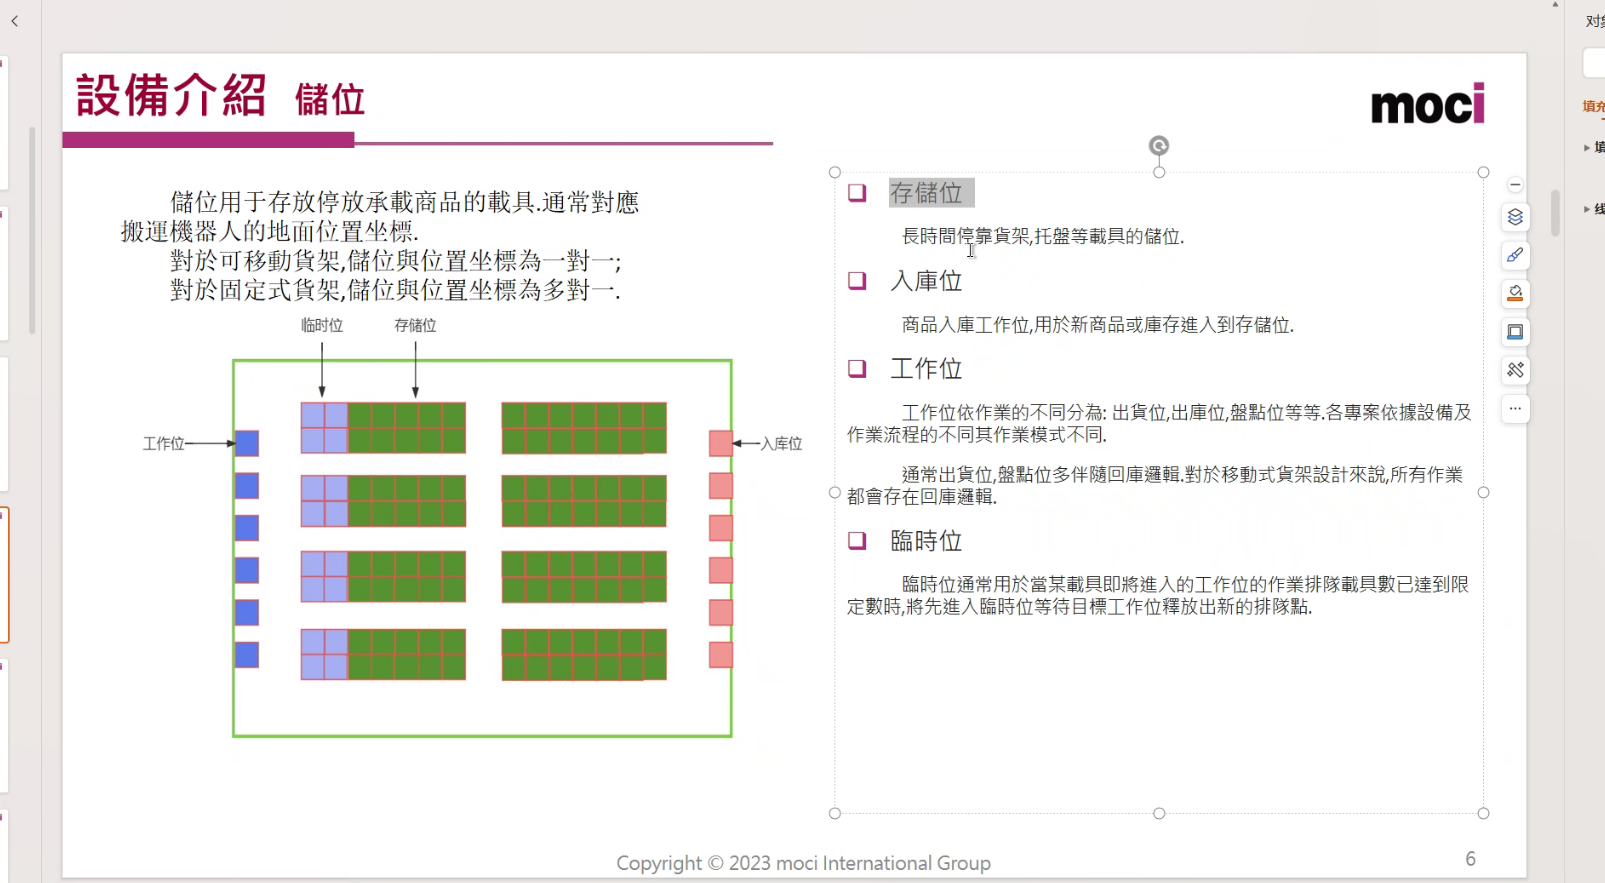 設備介紹 儲位
moci
儲位用于存放停放承載商品的載具.通常對應
搬運機器人的地面位置坐標.
對於可移動貨架,儲位與位置坐標為一對一;
對於固定式貨架,儲位與位置坐標為多對一.
临时位
存储位
工作位
入库位
存儲位
長時間停靠貨架,托盤等載具的儲位.
入庫位
商品入庫工作位,用於新商品或庫存進入到存儲位.
工作位
工作位依作業的不同分為: 出貨位,出庫位,盤點位等等.各專案依據設備及
作業流程的不同其作業模式不同.
通常出貨位,盤點位多伴隨回庫邏輯.對於移動式貨架設計來說,所有作業
都會存在回庫邏輯.
臨時位
臨時位通常用於當某載具即將進入的工作位的作業排隊載具數已達到限
定數時,將先進入臨時位等待目標工作位釋放出新的排隊點.
Copyright © 2023 moci International Group
6